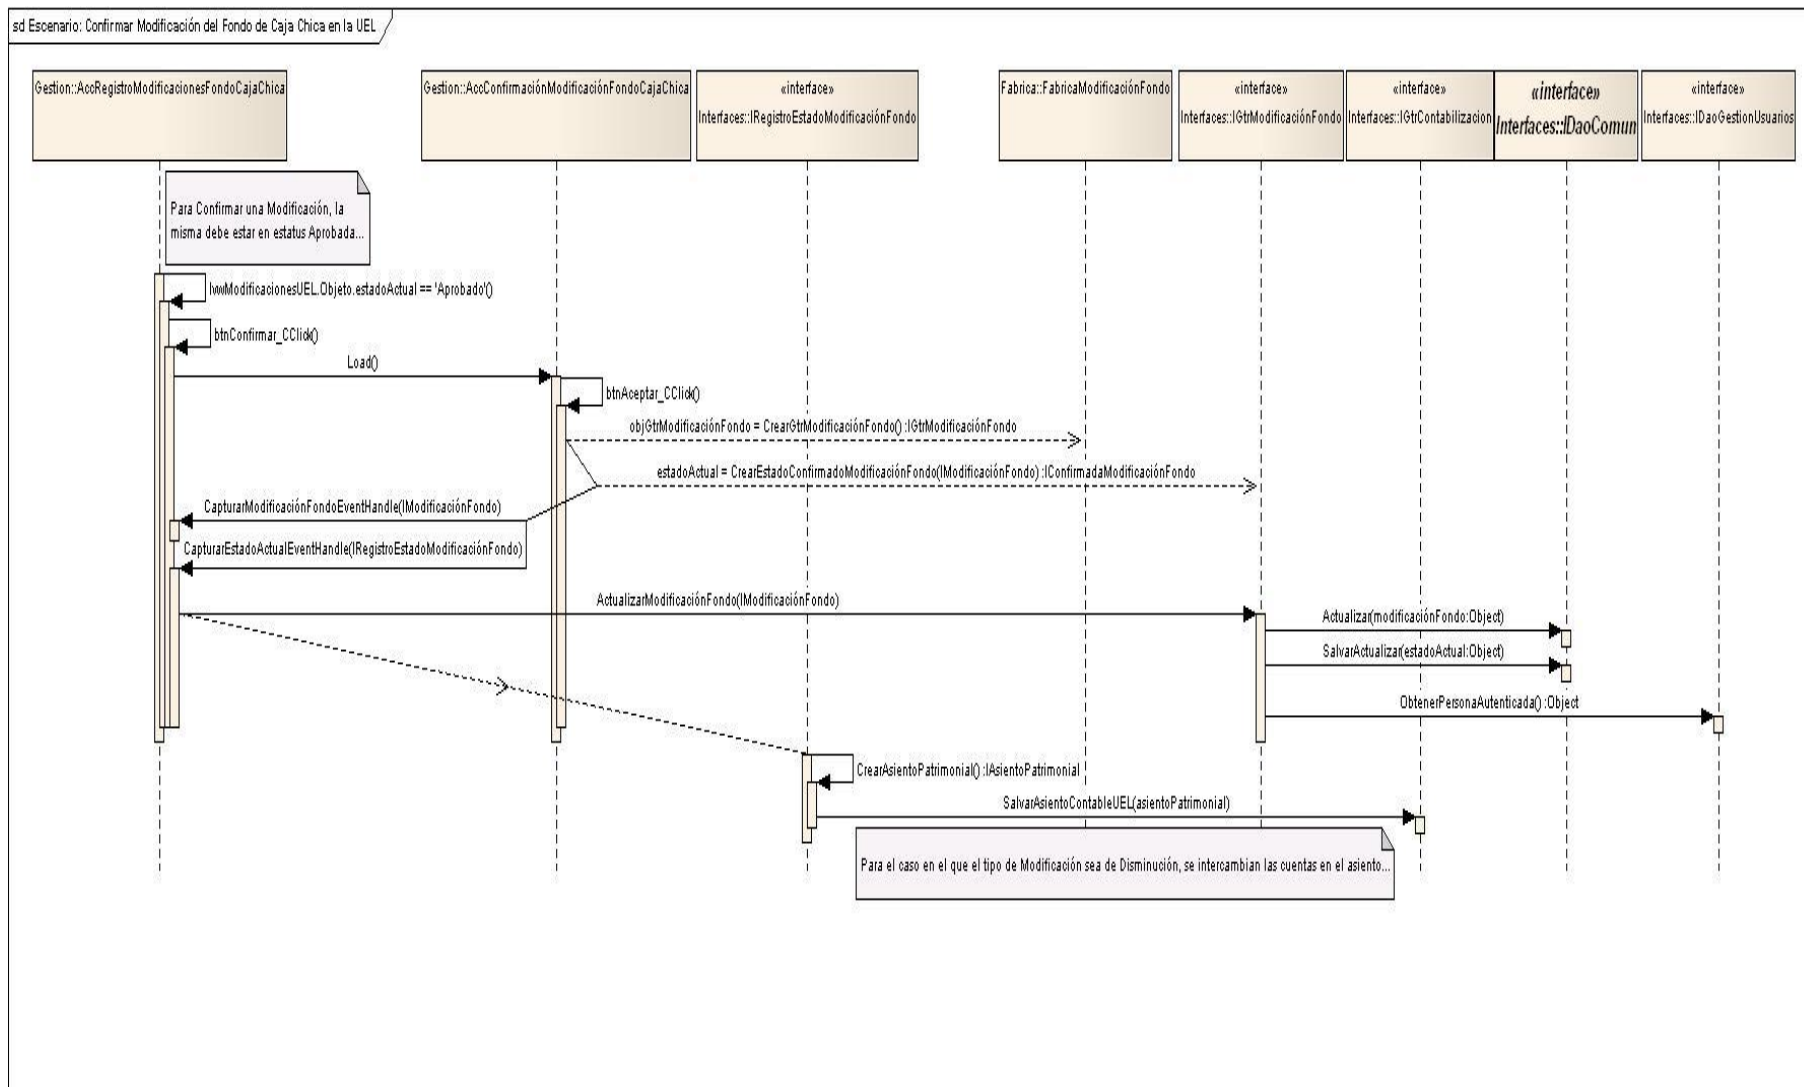 sd Escenario: Confirmar Modificación del Fondo de Caja Chica en la UEL
Gestion::AccRegistroModificacionesFondoCajaChica
Gestion::AccConfirmaciónModificaciónFondoCajaChica
«interface»
Interfaces::IRegistroEstadoModificaciónFondo
Fabrica::FabricaModificaciónFondo
«interface»
Interfaces::IGtrModificaciónFondo
«interface»
Interfaces::IGtrContabilizacion
«interface»
Interfaces::IDaoComun
«interface»
Interfaces::IDaoGestionUsuarios
Para Confirmar una Modificación, la
misma debe estar en estatus Aprobada...
lvwModificacionesUEL.Objeto.estadoActual == 'Aprobado'()
btnConfirmar_CClick()
Load()
btnAceptar_CClick()
objGtrModificaciónFondo = CrearGtrModificaciónFondo() :IGtrModificaciónFondo
estadoActual = CrearEstadoConfirmadoModificaciónFondo(IModificaciónFondo) :IConfirmadaModificaciónFondo
CapturarModificaciónFondoEventHandle(IModificaciónFondo)
CapturarEstadoActualEventHandle(IRegistroEstadoModificaciónFondo)
ActualizarModificaciónFondo(IModificaciónFondo)
Actualizar(modificaciónFondo:Object)
SalvarActualizar(estadoActual:Object)
ObtenerPersonaAutenticada() :Object
CrearAsientoPatrimonial() :IAsientoPatrimonial
SalvarAsientoContableUEL(asientoPatrimonial)
Para el caso en el que el tipo de Modificación sea de Disminución, se intercambian las cuentas en el asiento...